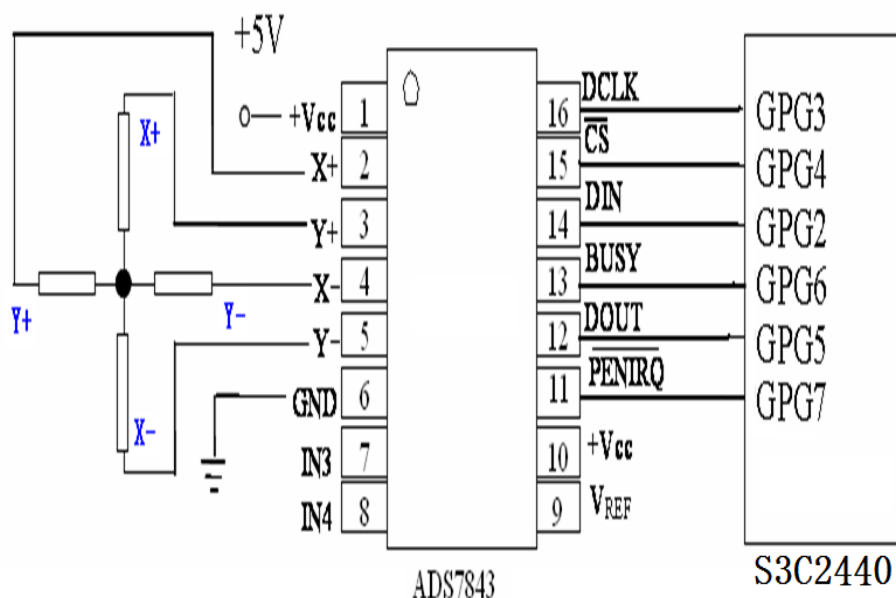 +5V
+Vcc 1
X+ 2
Y+ 3
X- 4
Y- 5
GND 6
IN3 7
IN4 8
X+
Y+
Y-
X-
16 DCLK GPG3
15 CS GPG4
14 DIN GPG2
13 BUSY GPG6
12 DOUT GPG5
11 PENIRQ GPG7
10 +Vcc
9 VREF
ADS7843
S3C2440